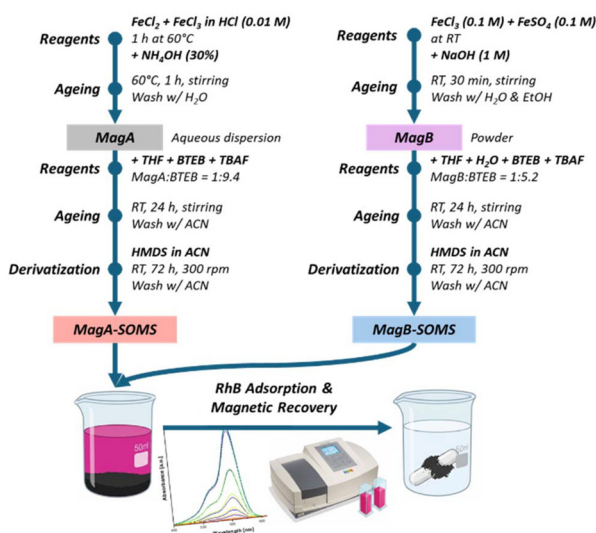 Reagents
FeCl2 + FeCl3 in HCl (0.01 M)
1 h at 60°C
+ NH4OH (30%)
Ageing
60°C, 1 h, stirring
Wash w/ H2O
MagA
Aqueous dispersion
Reagents
+ THF + BTEB + TBAF
MagA:BTEB = 1:9.4
Ageing
RT, 24 h, stirring
Wash w/ ACN
Derivatization
HMDS in ACN
RT, 72 h, 300 rpm
Wash w/ ACN
MagA-SOMS
Reagents
FeCl3 (0.1 M) + FeSO4 (0.1 M)
at RT
+ NaOH (1 M)
Ageing
RT, 30 min, stirring
Wash w/ H2O & EtOH
MagB
Powder
Reagents
+ THF + H2O + BTEB + TBAF
MagB:BTEB = 1:5.2
Ageing
RT, 24 h, stirring
Wash w/ ACN
Derivatization
HMDS in ACN
RT, 72 h, 300 rpm
Wash w/ ACN
MagB-SOMS
RhB Adsorption &
Magnetic Recovery
50ml
Absorbance [a.u.]
Wavelength [nm]
50ml